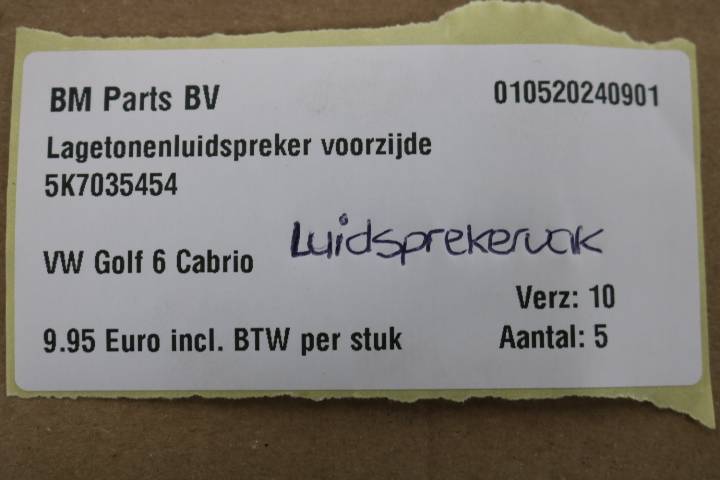 BM Parts BV 010520240901
Lagetonenluidspreker voorzijde
5K7035454
VW Golf 6 Cabrio Luidsprekervak
Verz: 10
9.95 Euro incl. BTW per stuk Aantal: 5